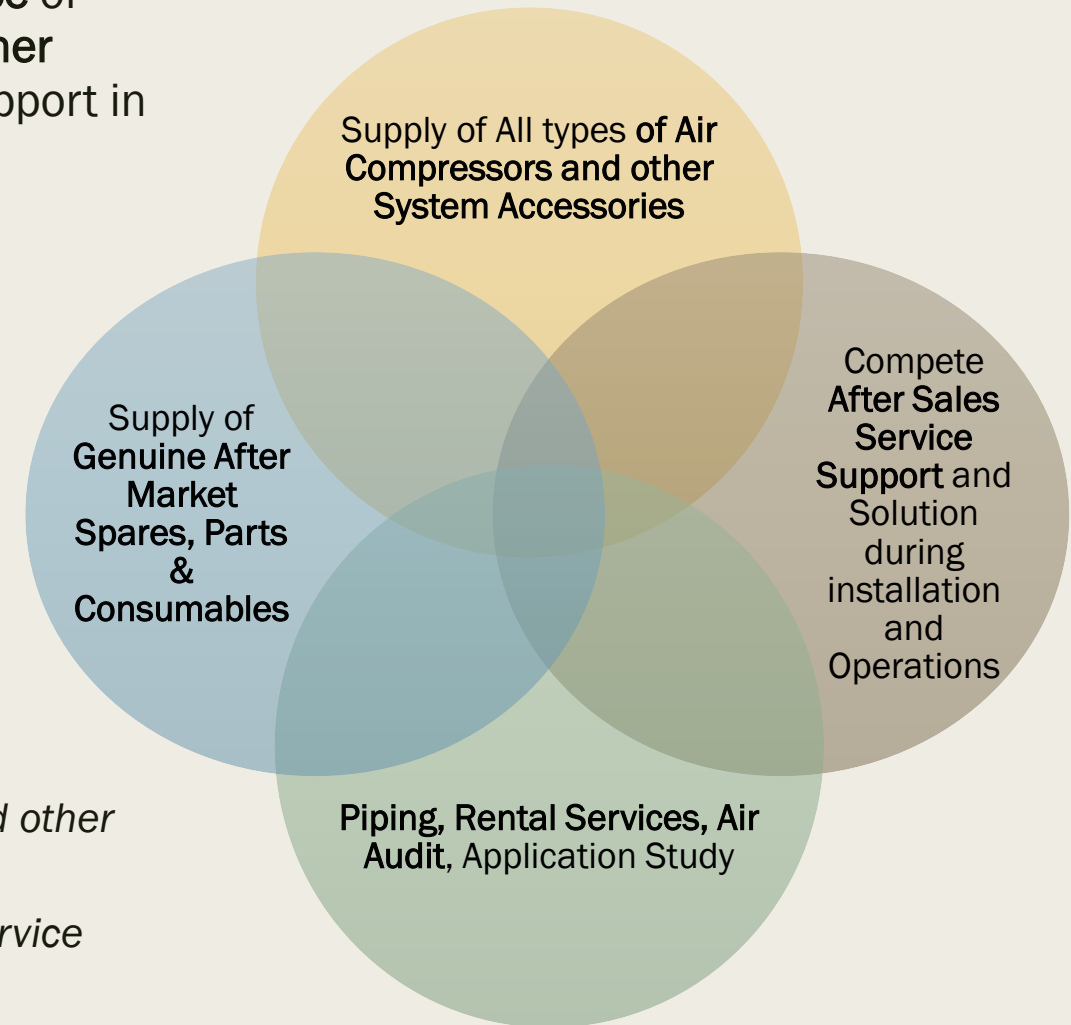 of
her
pport in
Supply of All types of Air
Compressors and other
System Accessories
Supply of
Genuine After
Market
Spares, Parts
&
Consumables
Compete
After Sales
Service
Support and
Solution
during
installation
and
Operations
Piping, Rental Services, Air
Audit, Application Study
d other
rvice